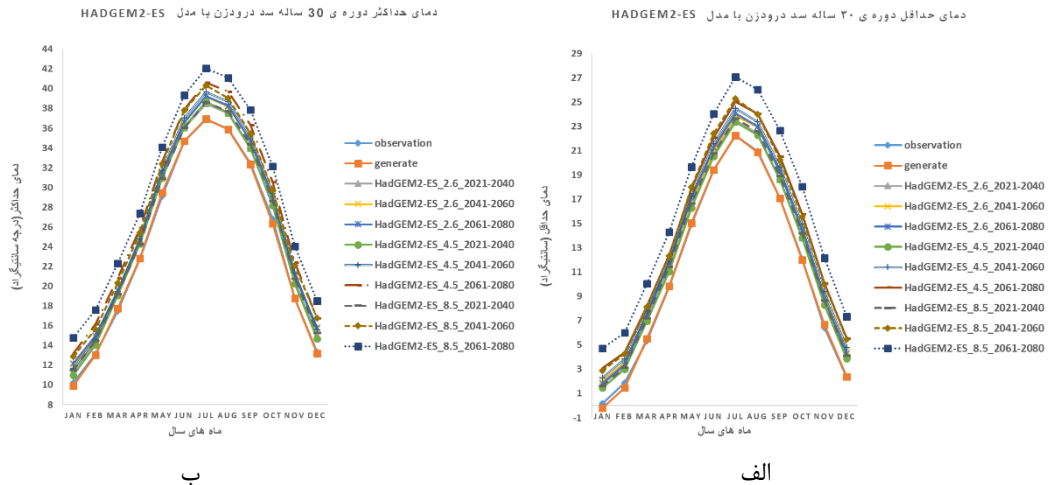 دمای حداقل دوره ی ۳۰ ساله سد درودزن با مدل HADGEM2-ES
دمای حداقل (سانتیگراد)
29
27
25
23
21
19
17
15
13
11
9
7
5
3
1
-1
JAN FEB MAR APR MAY JUN JUL AUG SEP OCT NOV DEC
ماه های سال
observation
generate
HadGEM2-ES_2.6_2021-2040
HadGEM2-ES_2.6_2041-2060
HadGEM2-ES_2.6_2061-2080
HadGEM2-ES_4.5_2021-2040
HadGEM2-ES_4.5_2041-2060
HadGEM2-ES_4.5_2061-2080
HadGEM2-ES_8.5_2021-2040
HadGEM2-ES_8.5_2041-2060
HadGEM2-ES_8.5_2061-2080
الف
دمای حداکثر دوره ی 30 ساله سد درودزن با مدل HADGEM2-ES
دمای حداکثر (درجه سانتیگراد)
44
42
40
38
36
34
32
30
28
26
24
22
20
18
16
14
12
10
8
JAN FEB MAR APR MAY JUN JUL AUG SEP OCT NOV DEC
ماه های سال
observation
generate
HadGEM2-ES_2.6_2021-2040
HadGEM2-ES_2.6_2041-2060
HadGEM2-ES_2.6_2061-2080
HadGEM2-ES_4.5_2021-2040
HadGEM2-ES_4.5_2041-2060
HadGEM2-ES_4.5_2061-2080
HadGEM2-ES_8.5_2021-2040
HadGEM2-ES_8.5_2041-2060
HadGEM2-ES_8.5_2061-2080
ب